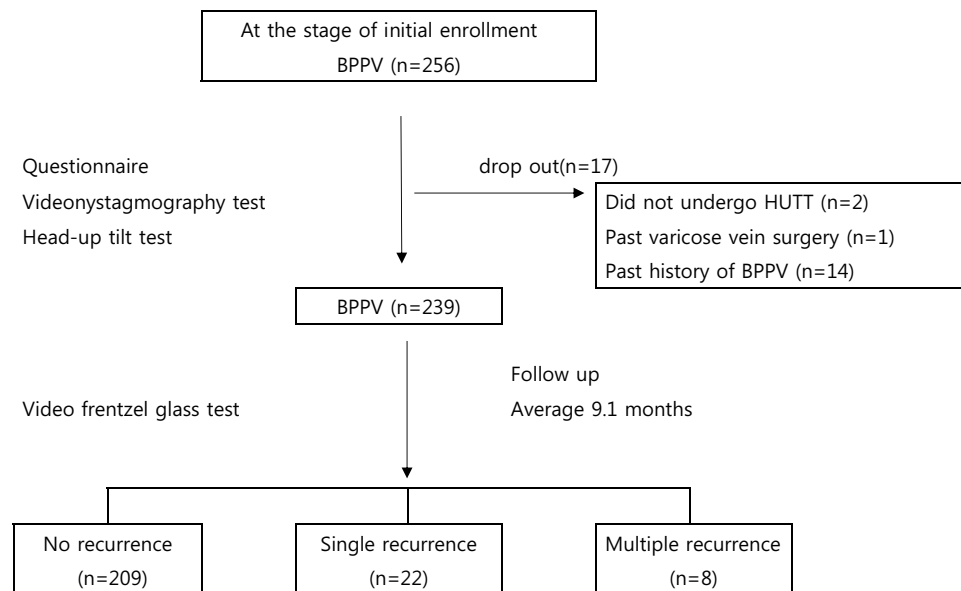 At the stage of initial enrollment
BPPV (n=256)
Questionnaire
Videonystagmography test
Head-up tilt test
drop out(n=17)
Did not undergo HUTT (n=2)
Past varicose vein surgery (n=1)
Past history of BPPV (n=14)
BPPV (n=239)
Video frentzel glass test
Follow up
Average 9.1 months
No recurrence
(n=209)
Single recurrence
(n=22)
Multiple recurrence
(n=8)